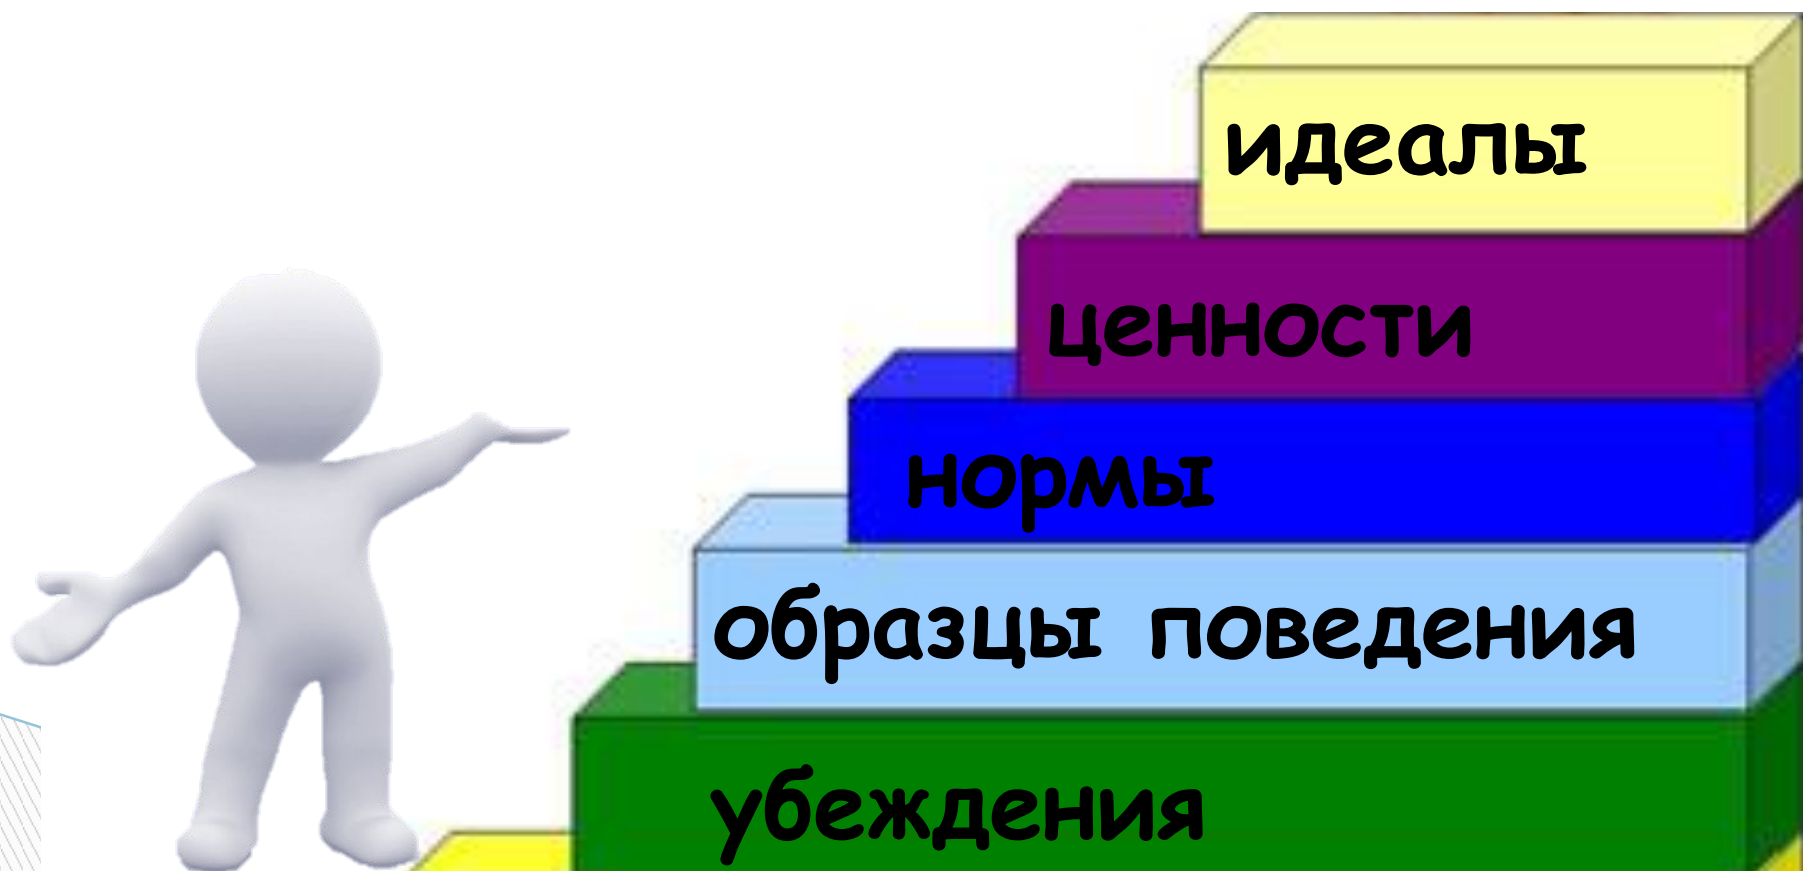 идеалы
ценности
нормы
образцы поведения
убеждения